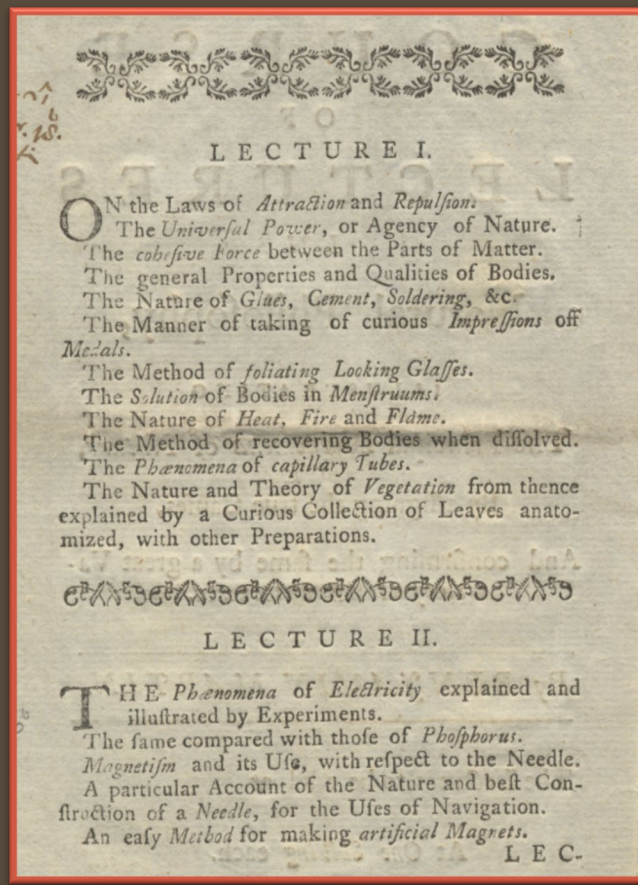 LECTURE I.
ON the Laws of Attraction and Repulſion.
The Univerſal Power, or Agency of Nature.
The coheſive Force between the Parts of Matter.
The general Properties and Qualities of Bodies.
The Nature of Glues, Cement, Soldering, &c.
The Manner of taking of curious Impreſſions off
Medals.
The Method of foliating Looking Glaſſes.
The Solution of Bodies in Menſtruums.
The Nature of Heat, Fire and Flame.
The Method of recovering Bodies when diſſolved.
The Phænomena of capillary Tubes.
The Nature and Theory of Vegetation from thence
explained by a Curious Collection of Leaves anato-
mized, with other Preparations.
LECTURE II.
THE Phænomena of Electricity explained and
illuſtrated by Experiments.
The ſame compared with thoſe of Phoſphorus.
Magnetiſm and its Uſe, with reſpect to the Needle.
A particular Account of the Nature and beſt Con-
ſtruction of a Needle, for the Uſes of Navigation.
An eaſy Method for making artificial Magnets.
LEC-